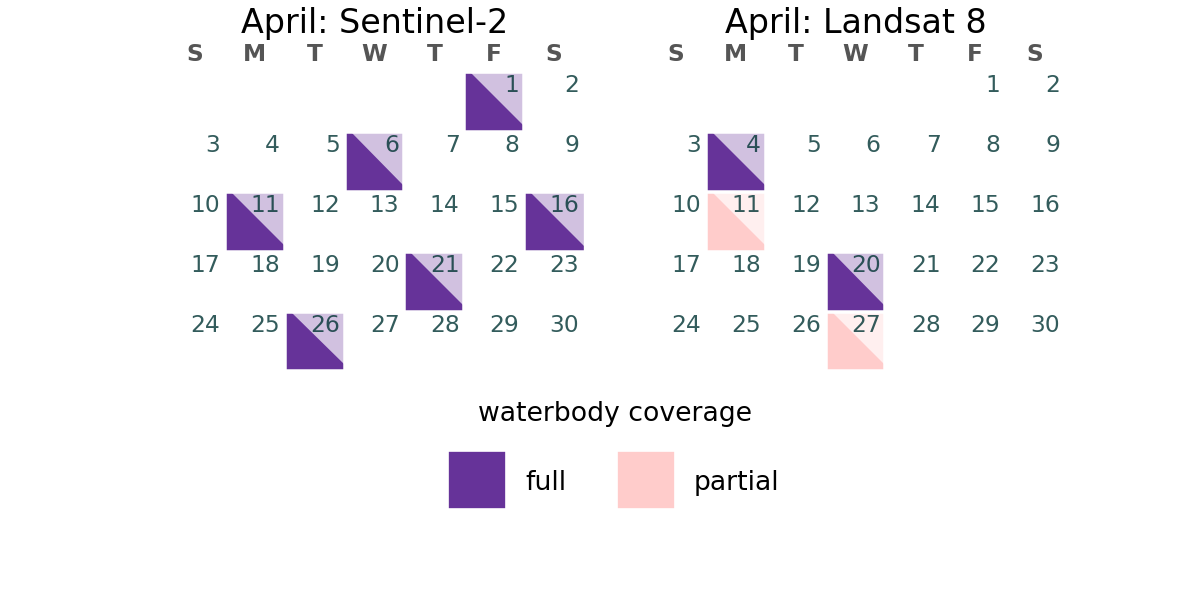 April: Sentinel-2
S M T W T F S
1 2
3 4 5 6 7 8 9
10 11 12 13 14 15 16
17 18 19 20 21 22 23
24 25 26 27 28 29 30
April: Landsat 8
S M T W T F S
1 2
3 4 5 6 7 8 9
10 11 12 13 14 15 16
17 18 19 20 21 22 23
24 25 26 27 28 29 30
waterbody coverage
full partial